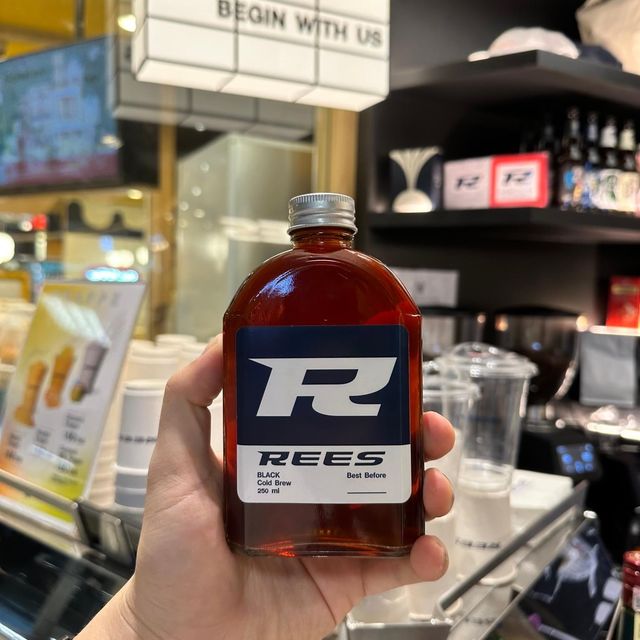 BEGIN WITH US
R
R
R
REES
BLACK
Cold Brew
250 ml
Best Before